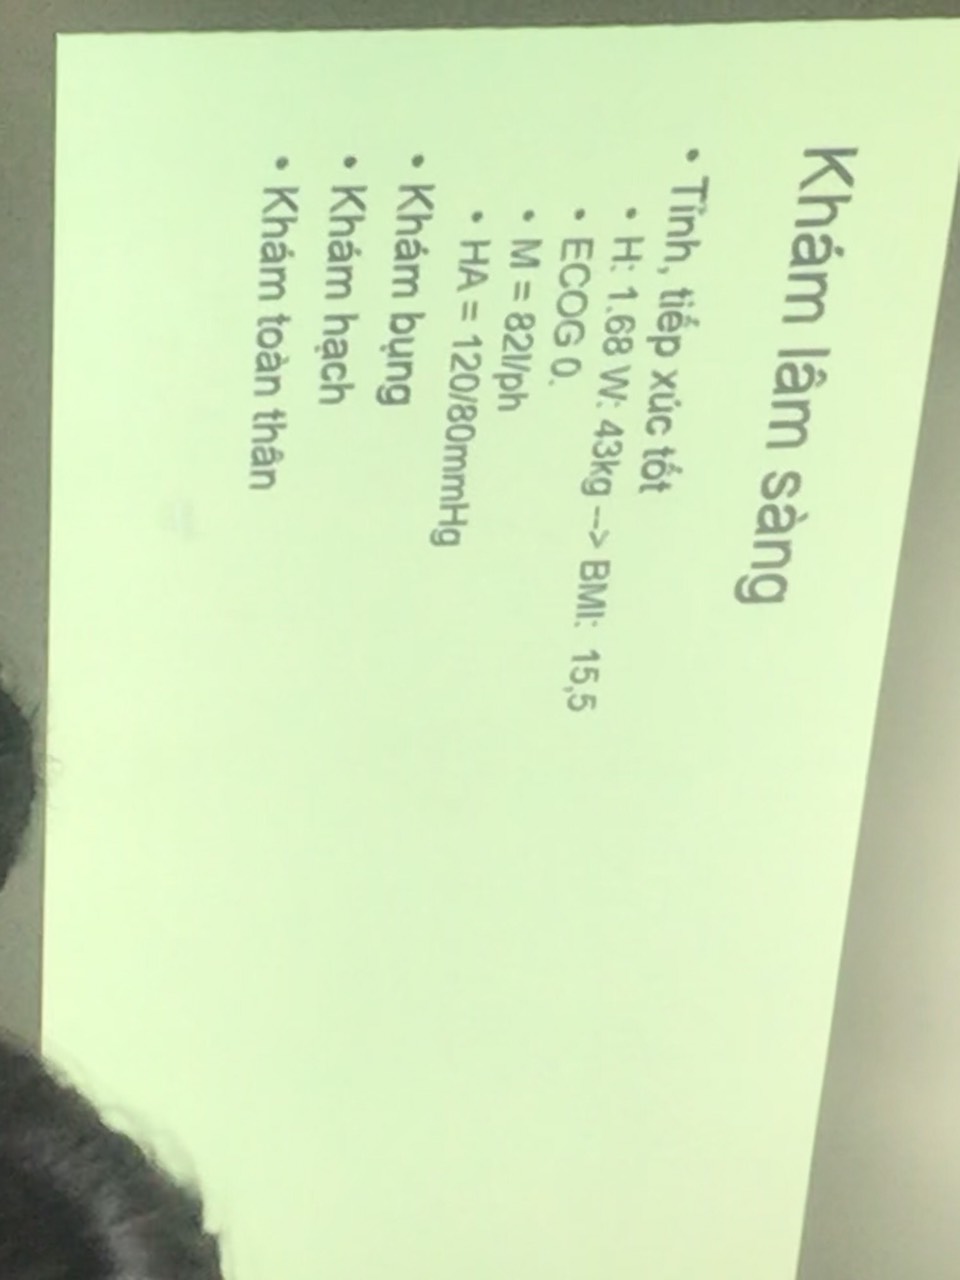 Khám lâm sàng
• Tỉnh, tiếp xúc tốt
• H: 1.68 W: 43kg --> BMI: 15,5
• ECOG 0.
• M = 82l/ph
• HA = 120/80mmHg
• Khám bụng
• Khám hạch
• Khám toàn thân